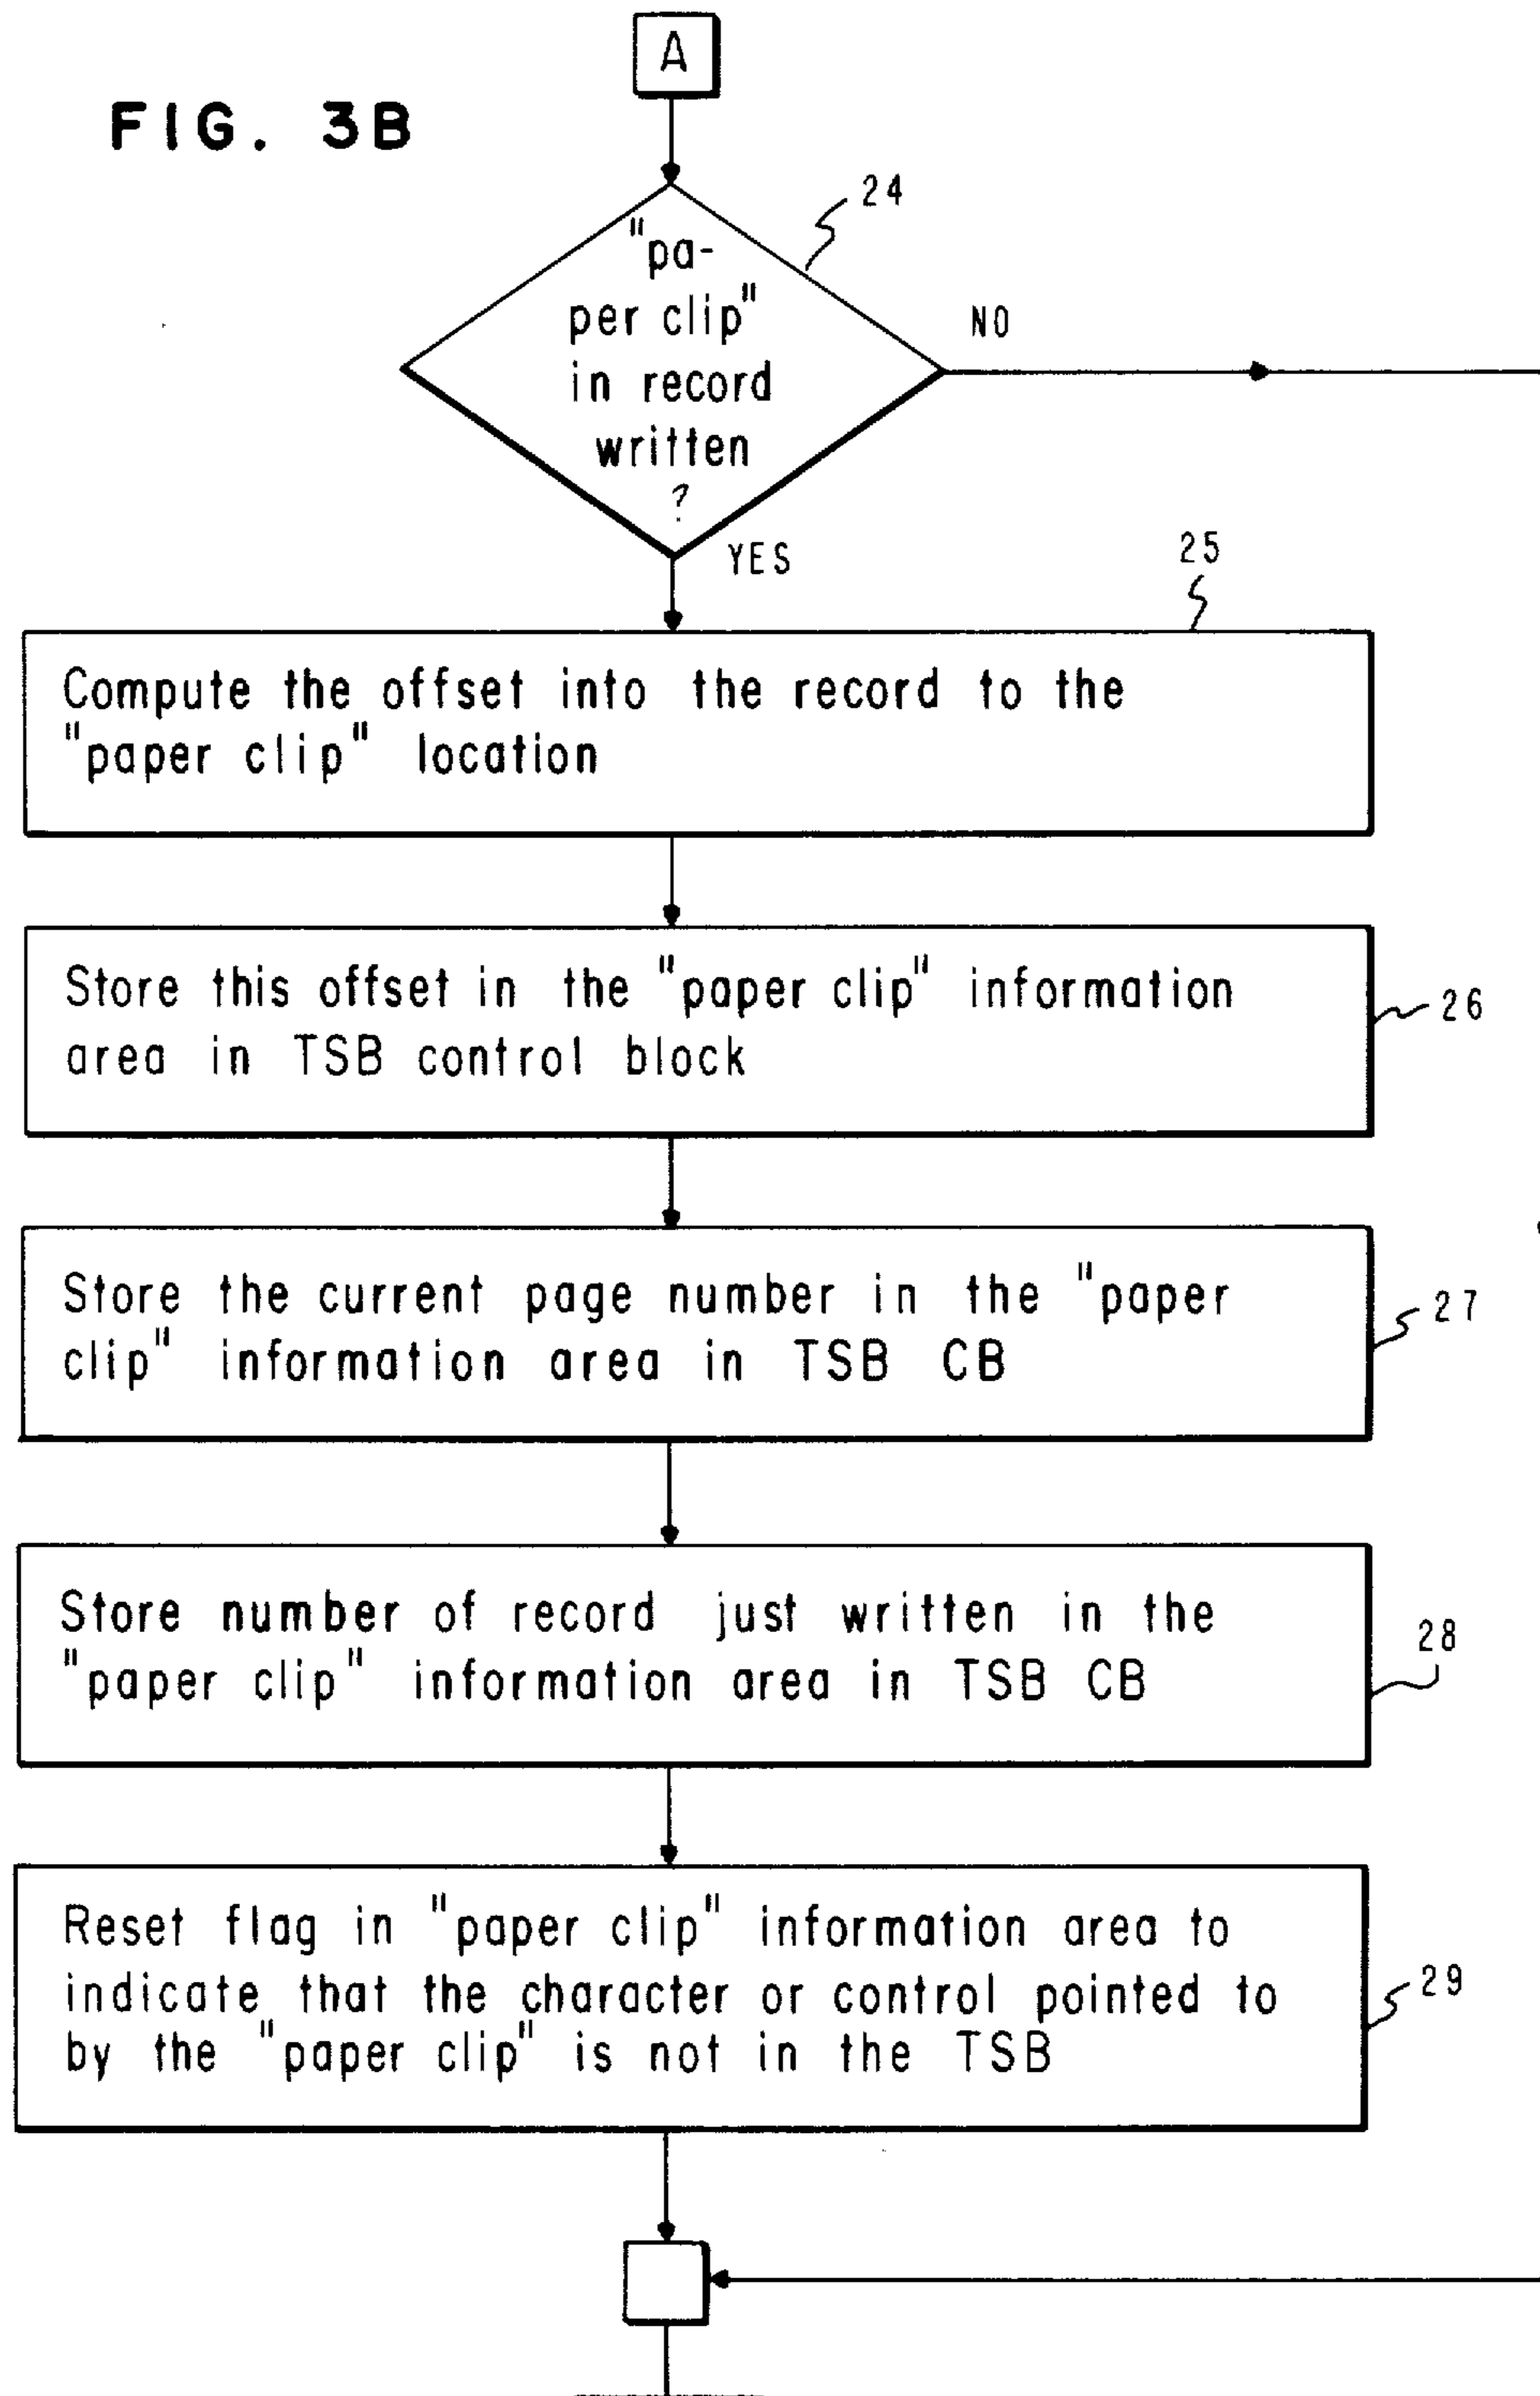 A
FIG. 3B
24
"pa-
per clip"
in record
written
?
NO
YES
25
Compute the offset into the record to the
"paper clip" location
Store this offset in the "paper clip" information
area in TSB control block
26
Store the current page number in the "paper
clip" information area in TSB CB
27
Store number of record just written in the
"paper clip" information area in TSB CB
28
Reset flag in "paper clip" information area to
indicate that the character or control pointed to
by the "paper clip" is not in the TSB
29